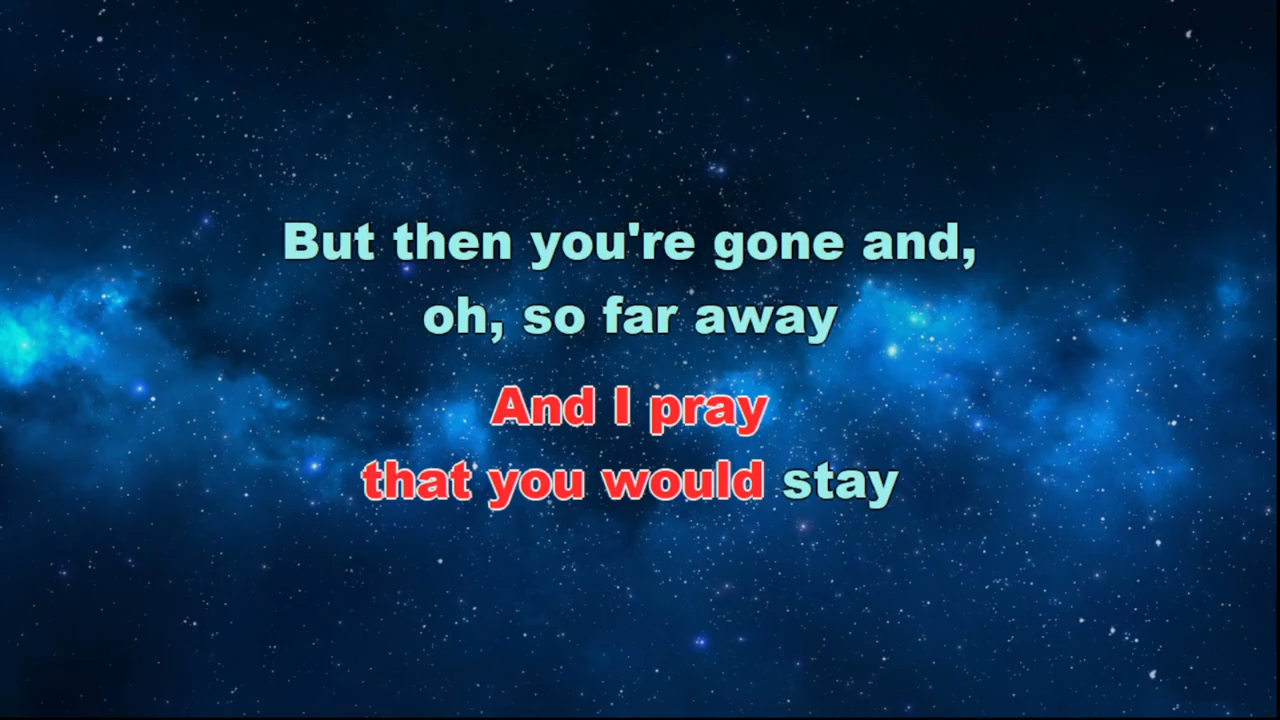 But then you're gone and,
oh, so far away
And I pray
that you would stay